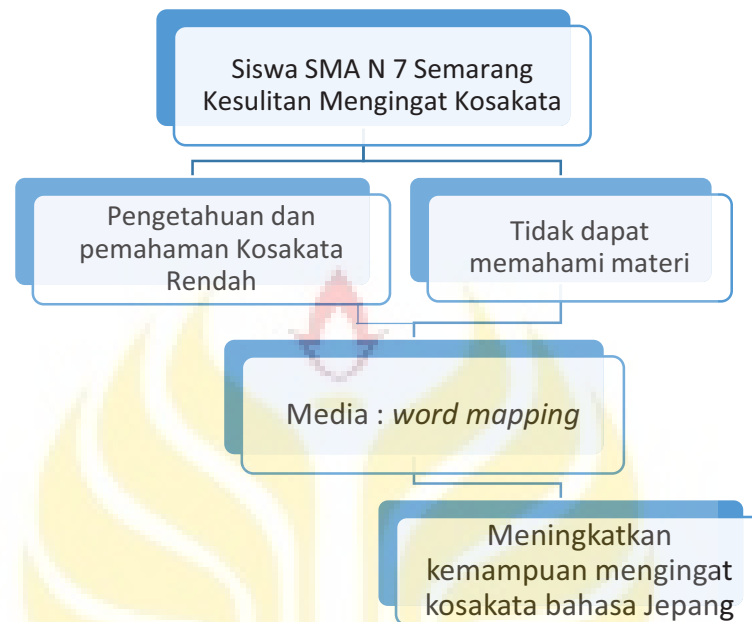 Siswa SMA N 7 Semarang
Kesulitan Mengingat Kosakata
Pengetahuan dan
pemahaman Kosakata
Rendah
Tidak dapat
memahami materi
Media : word mapping
Meningkatkan
kemampuan mengingat
kosakata bahasa Jepang